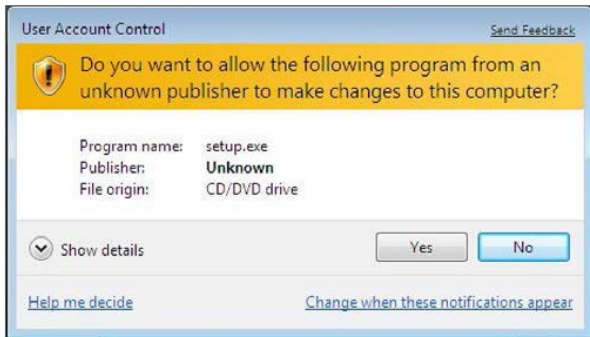 User Account Control
Send Feedback
Do you want to allow the following program from an
unknown publisher to make changes to this computer?
Program name: setup.exe
Publisher: Unknown
File origin: CD/DVD drive
Show details
Yes
No
Help me decide
Change when these notifications appear